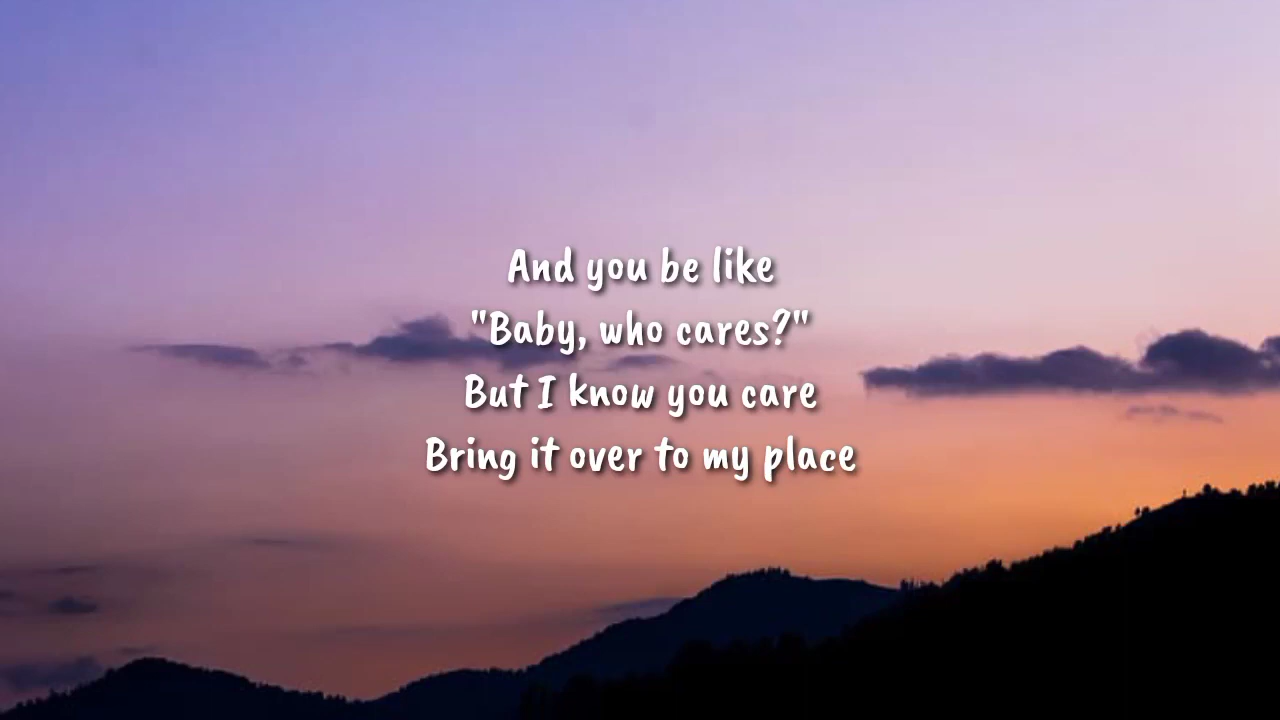 And you be like
"Baby, who cares?"
But I know you care
Bring it over to my place